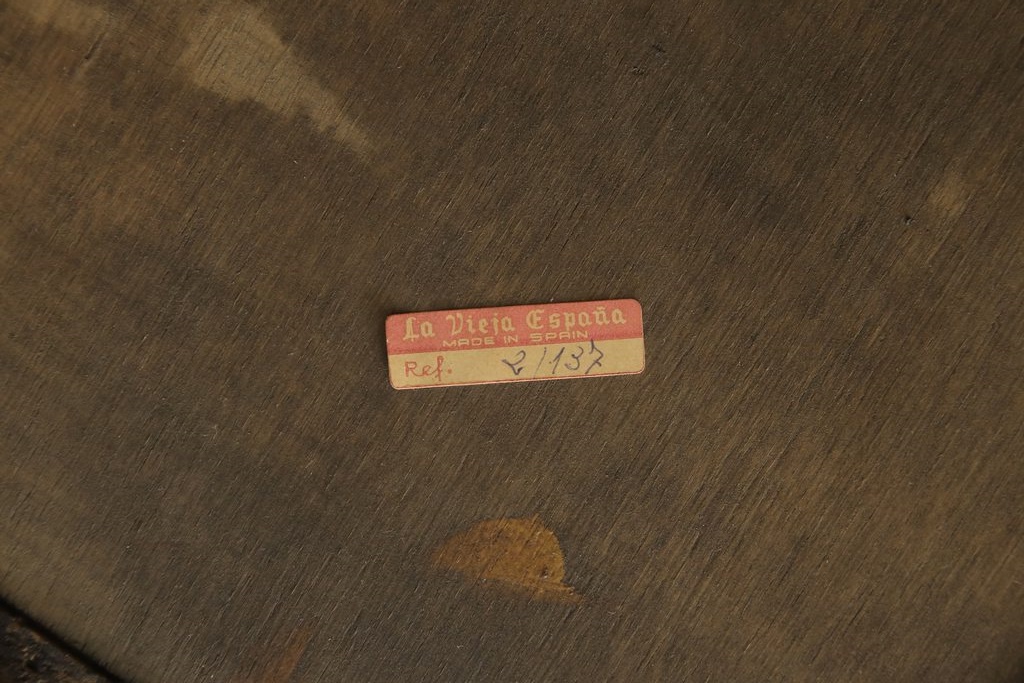 La Vieja España
MADE IN SPAIN
Ref. 2/137